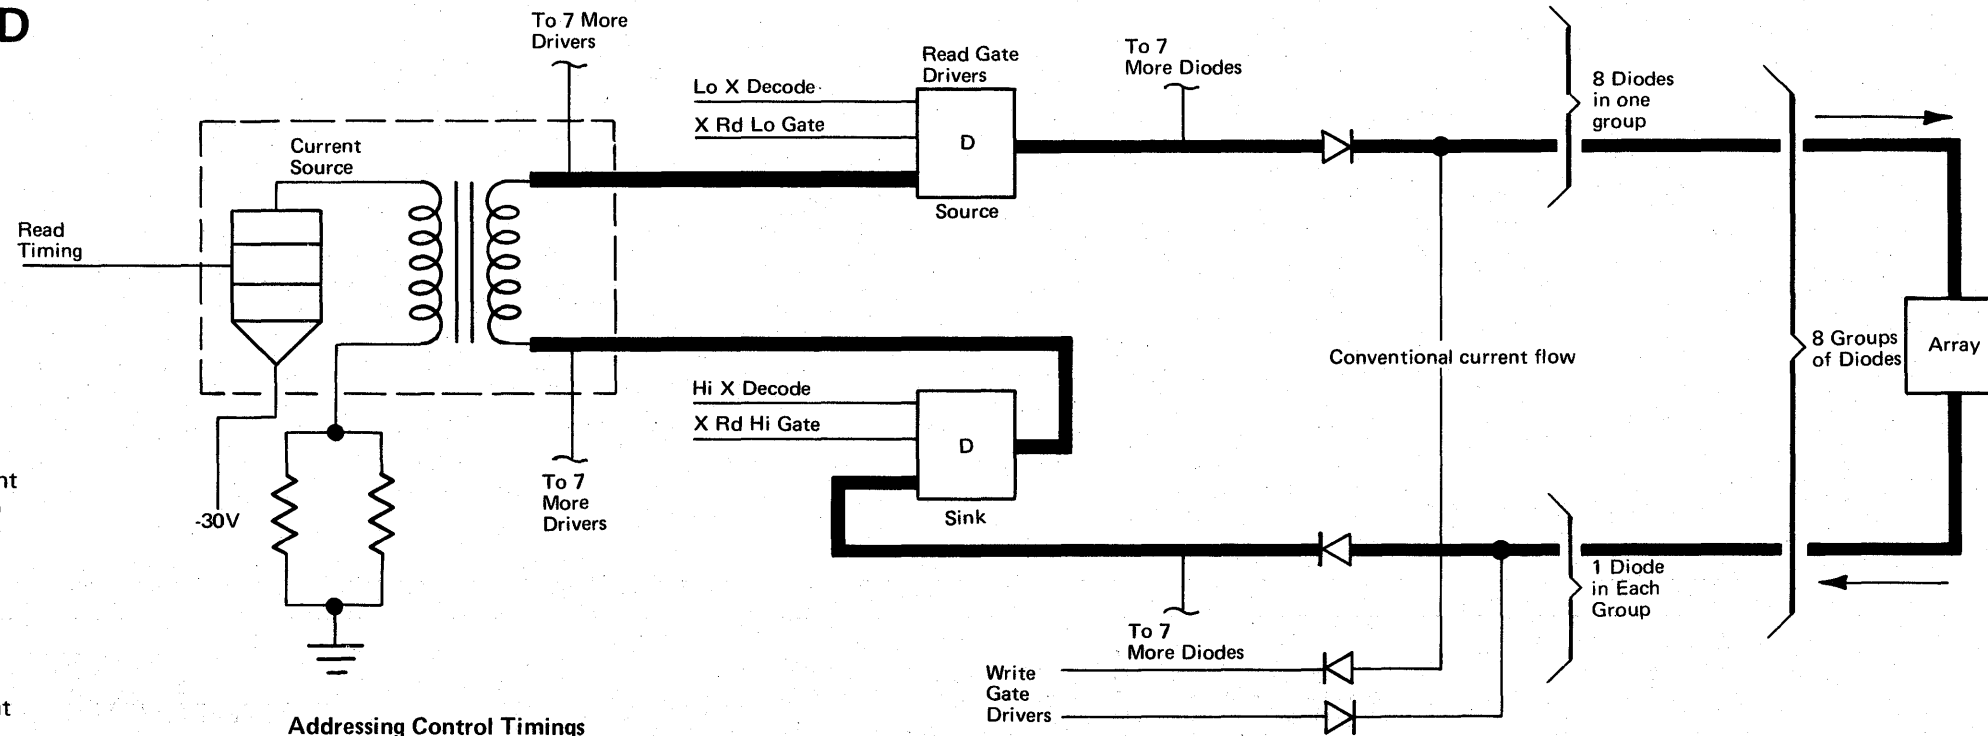 D
To 7 More
Drivers
Read Gate
Drivers
To 7
More Diodes
8 Diodes
in one
group
Lo X Decode
X Rd Lo Gate
D
Source
Current
Source
Read
Timing
Conventional current flow
8 Groups
of Diodes
Array
Hi X Decode
X Rd Hi Gate
D
Sink
To 7
More
Drivers
-30V
1 Diode
in Each
Group
To 7
More Diodes
Write
Gate
Drivers
Addressing Control Timings